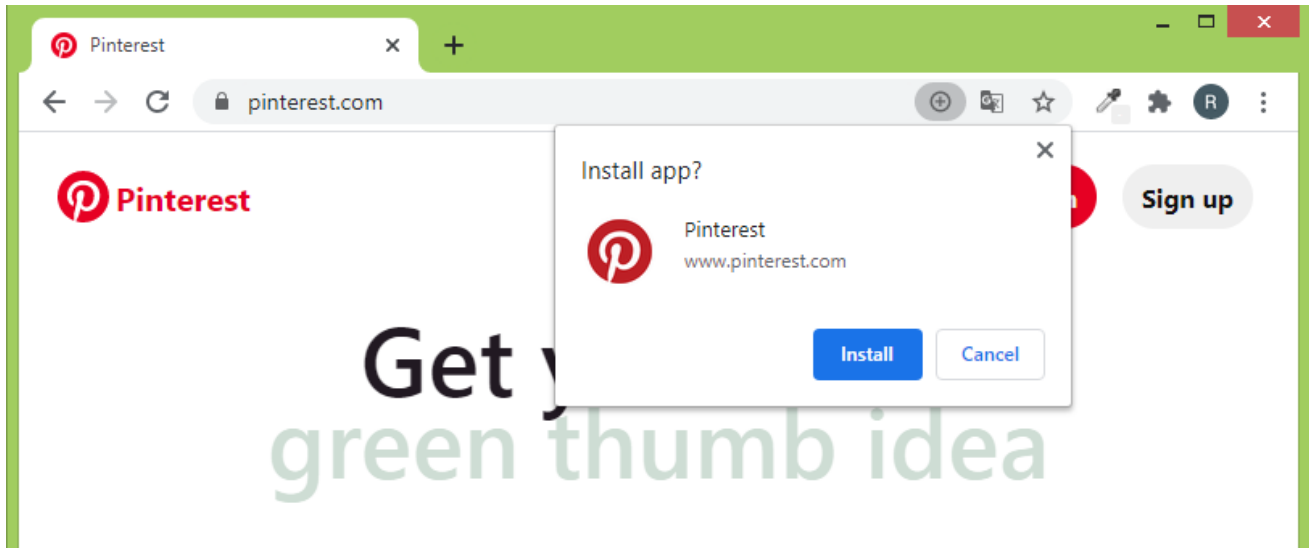 Pinterest
pinterest.com
R
Install app?
Pinterest
Sign up
Pinterest
www.pinterest.com
Install
Cancel
Get
green thumb idea